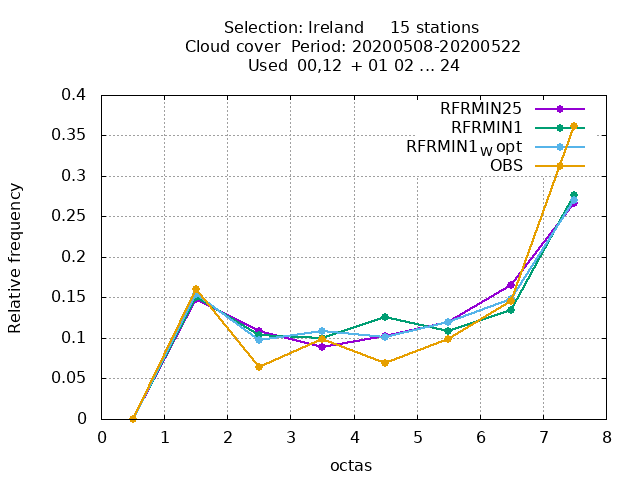 Selection: Ireland 15 stations
Cloud cover Period: 20200508-20200522
Used 00,12 + 01 02 ... 24
RFRMIN25
RFRMIN1
RFRMIN1_W opt
OBS
Relative frequency
0.4
0.35
0.3
0.25
0.2
0.15
0.1
0.05
0
0 1 2 3 4 5 6 7 8
octas